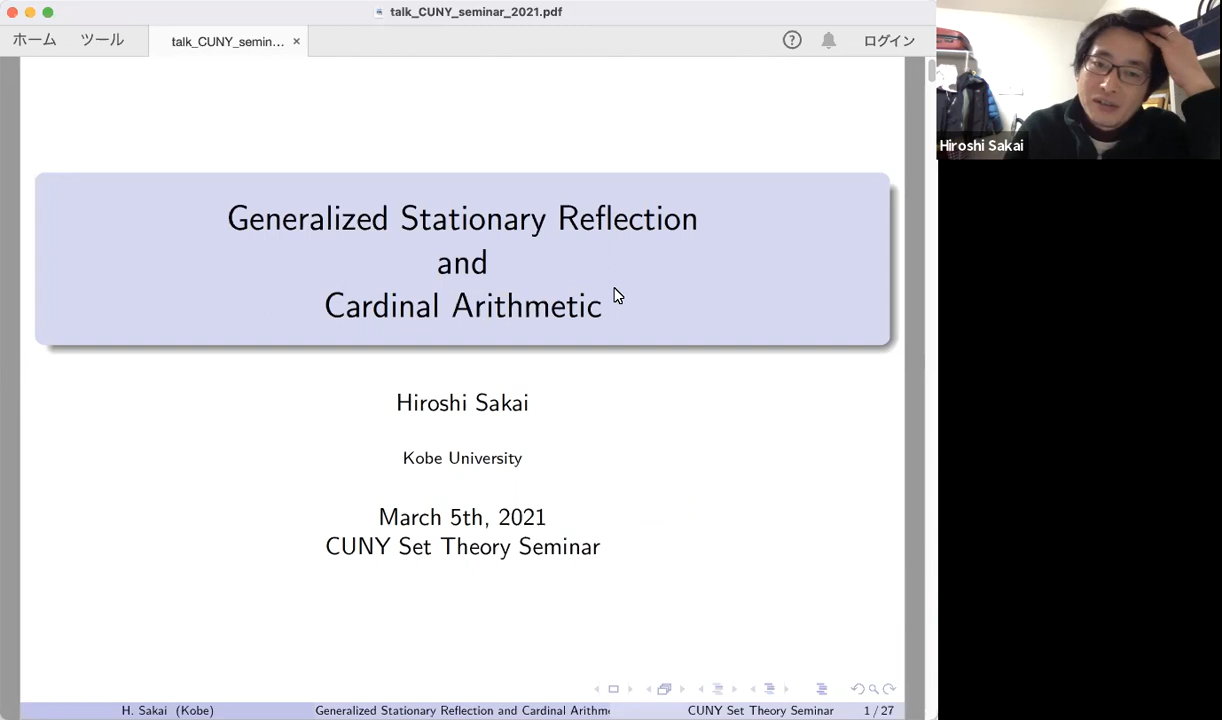 talk_CUNY_seminar_2021.pdf
ホーム ツール talk_CUNY_semin... × ? ログイン
Hiroshi Sakai
Generalized Stationary Reflection
and
Cardinal Arithmetic
Hiroshi Sakai
Kobe University
March 5th, 2021
CUNY Set Theory Seminar
H. Sakai (Kobe) Generalized Stationary Reflection and Cardinal Arithm CUNY Set Theory Seminar 1 / 27